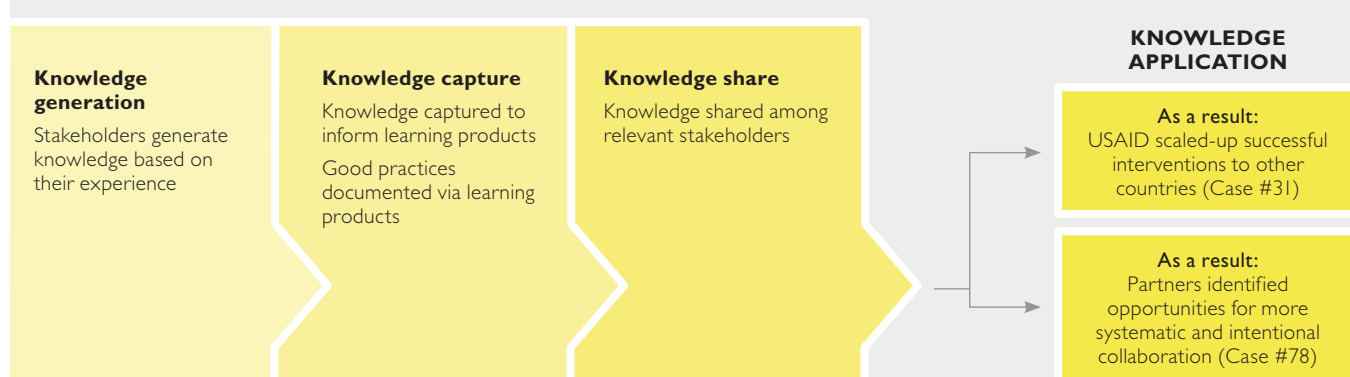 Knowledge
generation
Stakeholders generate
knowledge based on
their experience
Knowledge capture
Knowledge captured to
inform learning products
Good practices
documented via learning
products
Knowledge share
Knowledge shared among
relevant stakeholders
KNOWLEDGE
APPLICATION
As a result:
USAID scaled-up successful
interventions to other
countries (Case #31)
As a result:
Partners identified
opportunities for more
systematic and intentional
collaboration (Case #78)